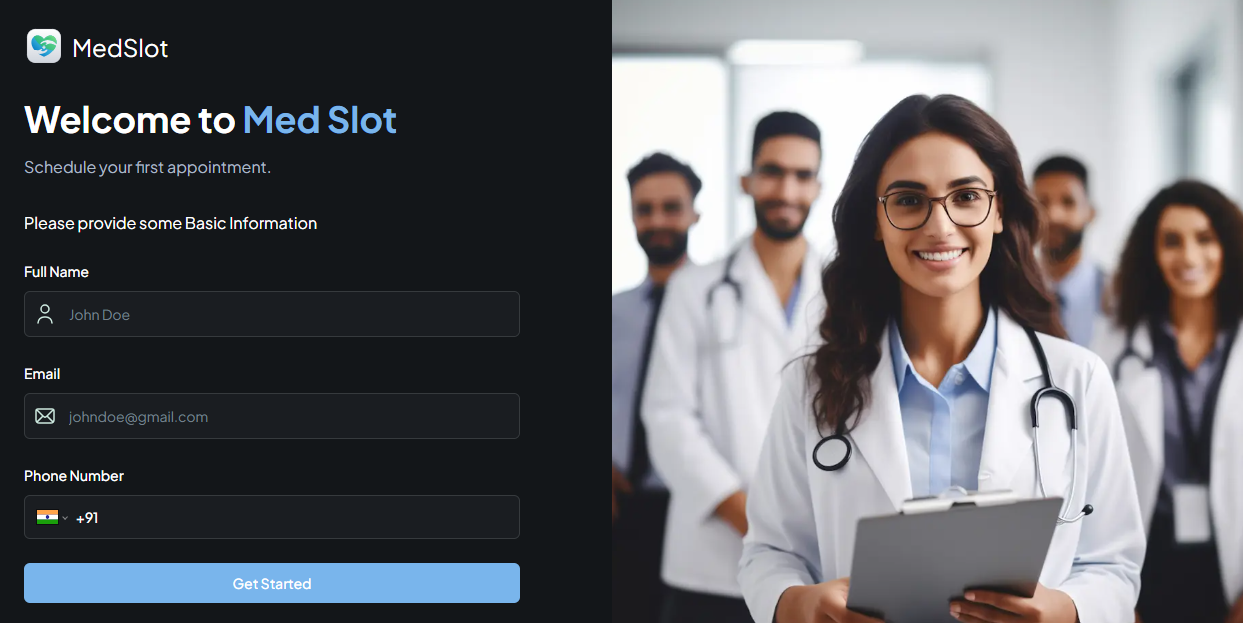 MedSlot
Welcome to Med Slot
Schedule your first appointment.
Please provide some Basic Information
Full Name
John Doe
Email
johndoe@gmail.com
Phone Number
+91
Get Started